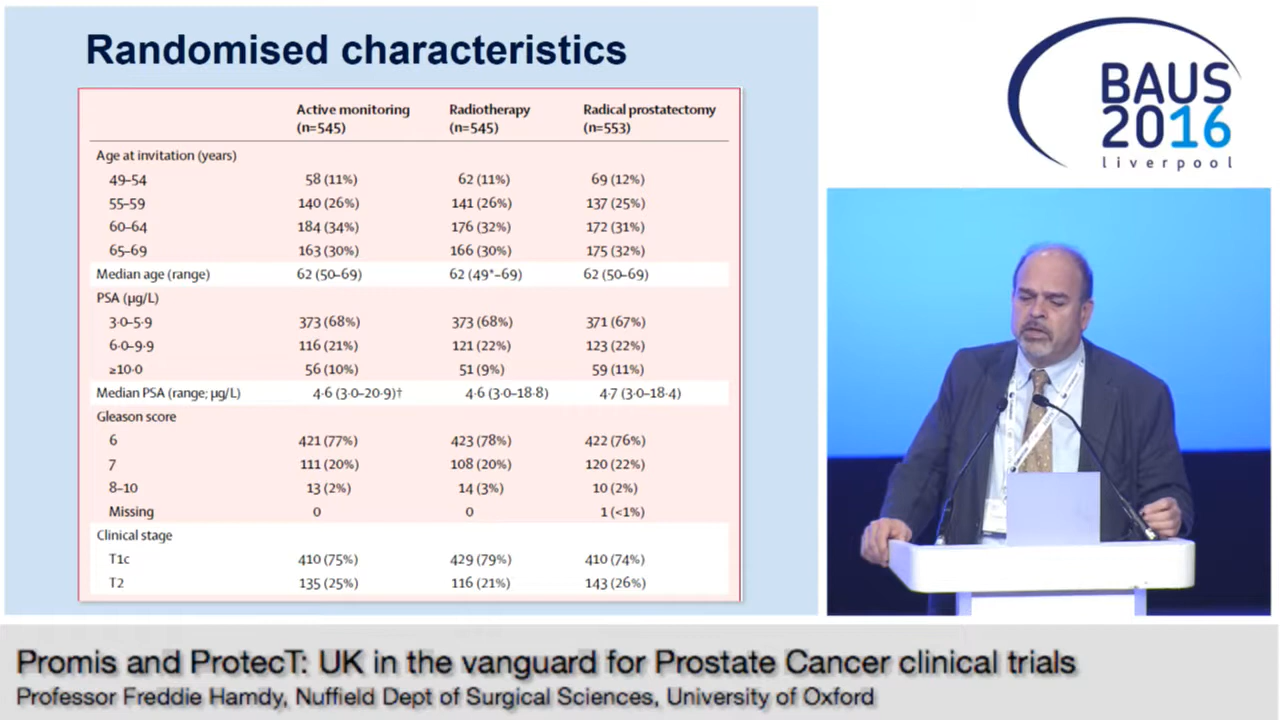 Randomised characteristics
Active monitoring Radiotherapy Radical prostatectomy
(n=545) (n=545) (n=553)
Age at invitation (years)
49–54 58 (11%) 62 (11%) 69 (12%)
55–59 140 (26%) 141 (26%) 137 (25%)
60–64 184 (34%) 176 (32%) 172 (31%)
65–69 163 (30%) 166 (30%) 175 (32%)
Median age (range) 62 (50–69) 62 (49*–69) 62 (50–69)
PSA (µg/L)
3·0–5·9 373 (68%) 373 (68%) 371 (67%)
6·0–9·9 116 (21%) 121 (22%) 123 (22%)
≥10·0 56 (10%) 51 (9%) 59 (11%)
Median PSA (range; µg/L) 4·6 (3·0–20·9)† 4·6 (3·0–18·8) 4·7 (3·0–18·4)
Gleason score
6 421 (77%) 423 (78%) 422 (76%)
7 111 (20%) 108 (20%) 120 (22%)
8–10 13 (2%) 14 (3%) 10 (2%)
Missing 0 0 1 (<1%)
Clinical stage
T1c 410 (75%) 429 (79%) 410 (74%)
T2 135 (25%) 116 (21%) 143 (26%)
BAUS
2016
liverpool
Promis and ProtecT: UK in the vanguard for Prostate Cancer clinical trials
Professor Freddie Hamdy, Nuffield Dept of Surgical Sciences, University of Oxford